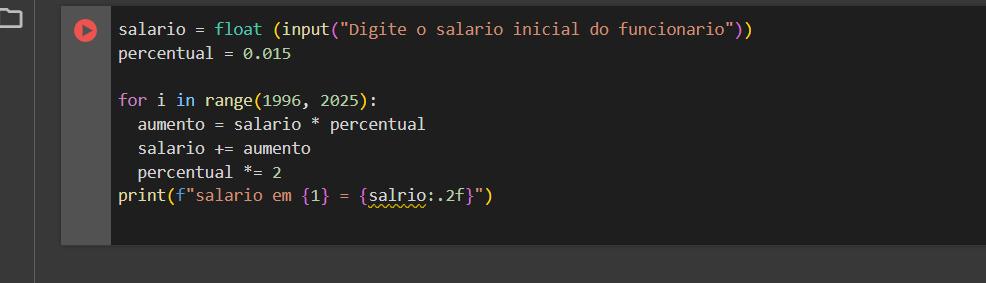 salario = float (input("Digite o salario inicial do funcionario"))
percentual = 0.015
for i in range(1996, 2025):
aumento = salario * percentual
salario += aumento
percentual *= 2
print(f"salario em {1} = {salrio:.2f}")